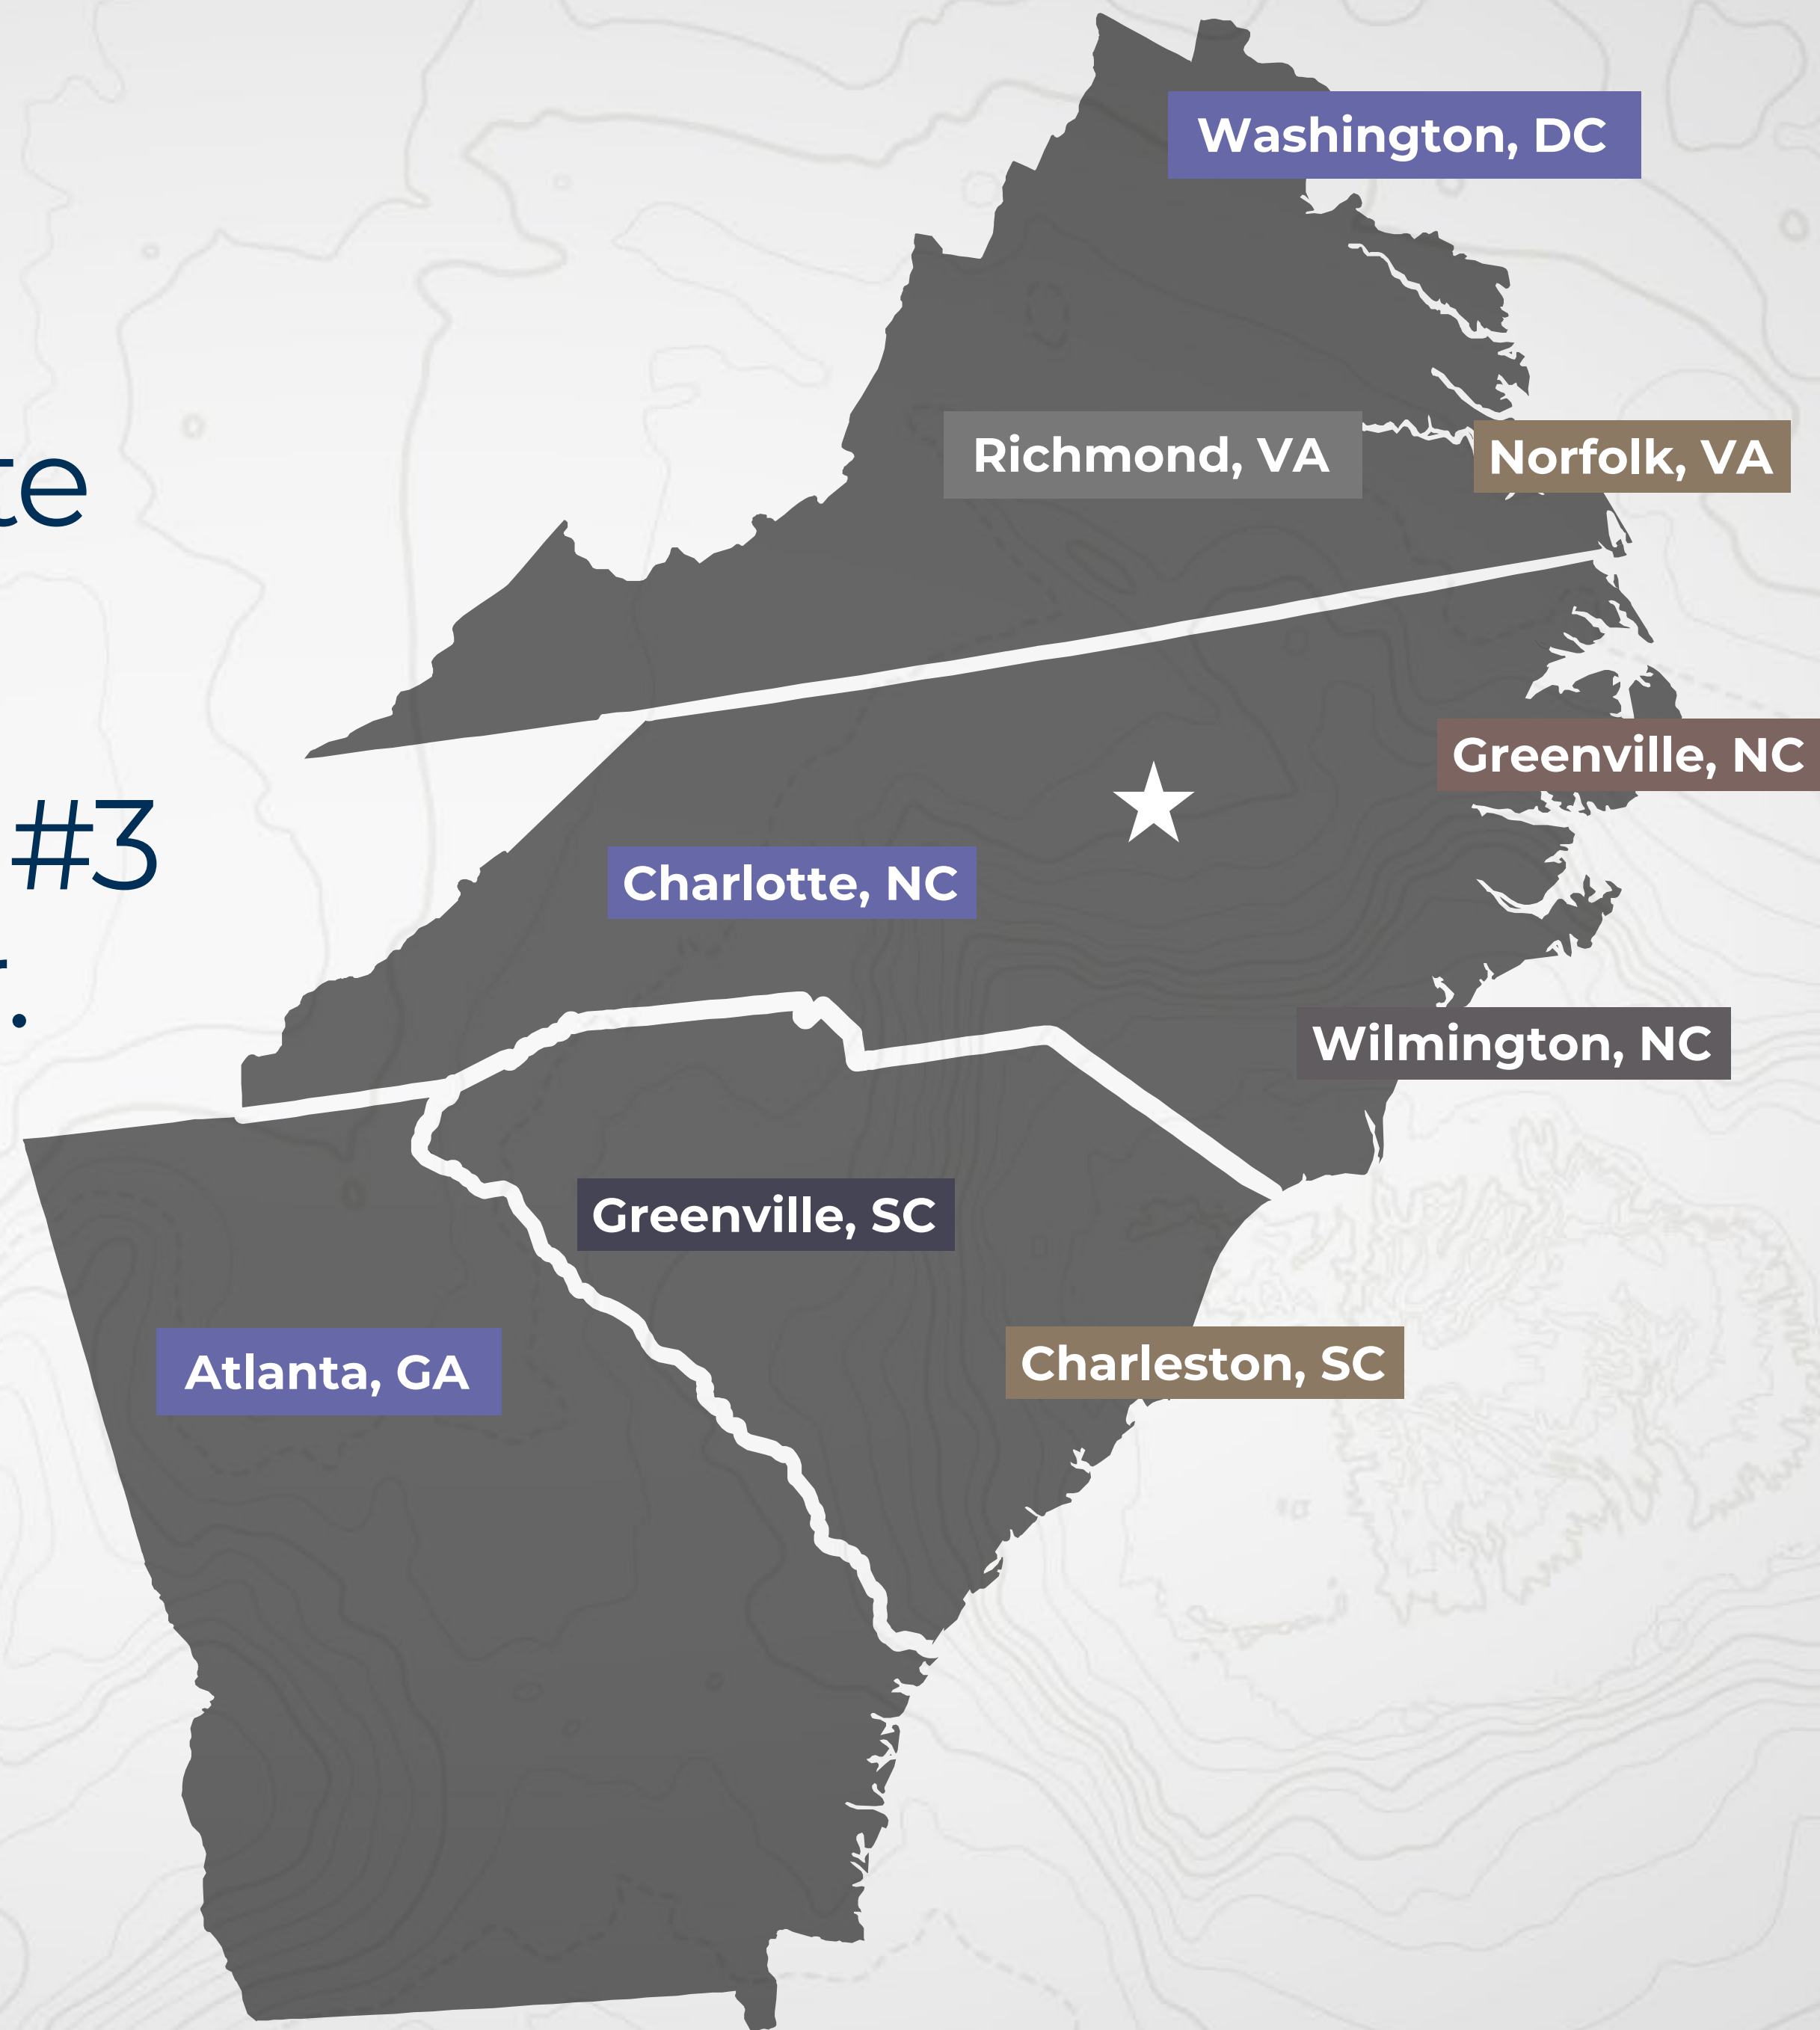 Washington, DC
Richmond, VA
Norfolk, VA
te
Greenville, NC
#3
r.
Charlotte, NC
Wilmington, NC
Greenville, SC
Charleston, SC
Atlanta, GA